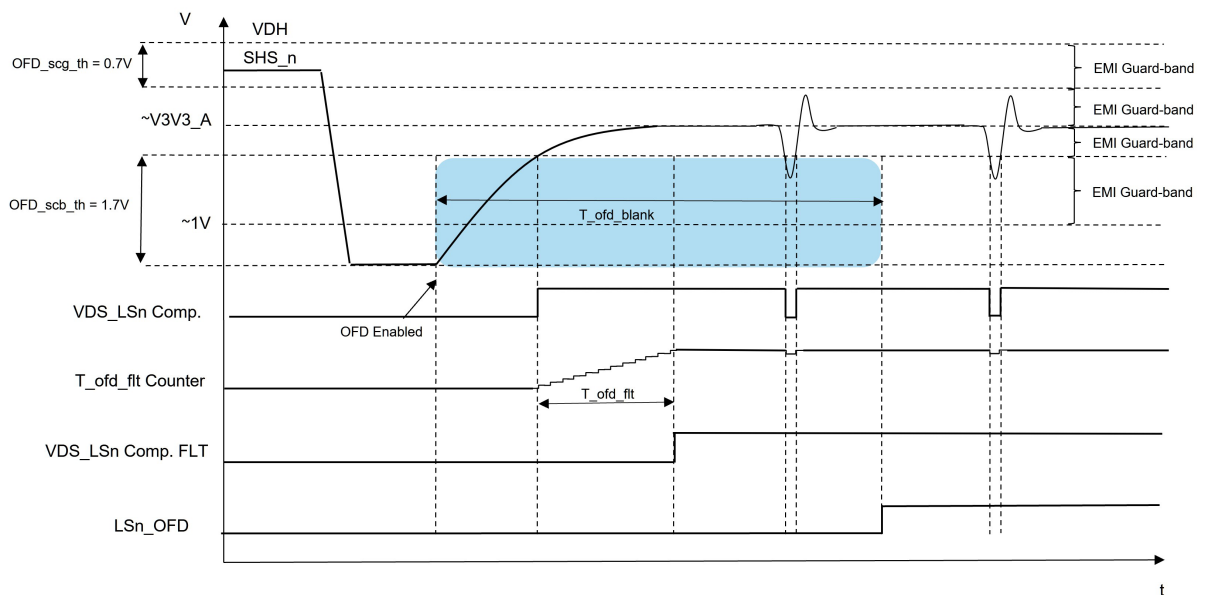 V
VDH
OFD_scg_th = 0.7V
SHS_n
EMI Guard-band
EMI Guard-band
~V3V3_A
EMI Guard-band
OFD_scb_th = 1.7V
EMI Guard-band
~1V
T_ofd_blank
VDS_LSn Comp.
OFD Enabled
T_ofd_flt Counter
T_ofd_flt
VDS_LSn Comp. FLT
LSn_OFD
t